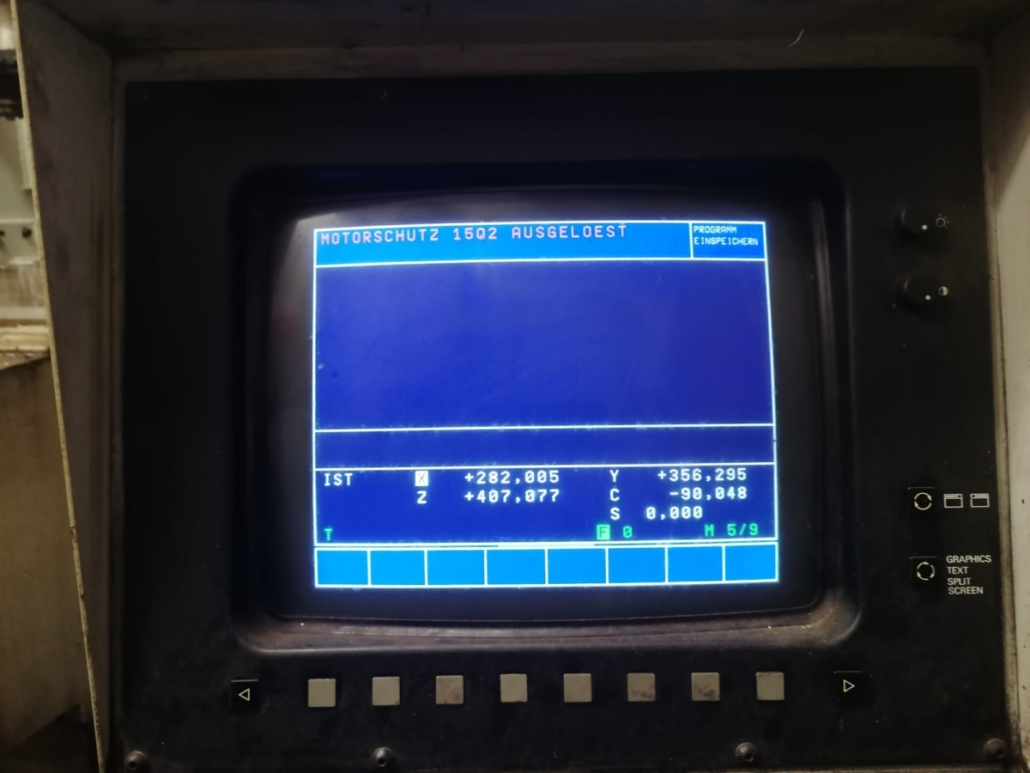 MOTORSCHUTZ 15Q2 AUSGELOEST
PROGRAMM
EINSPEICHERN
IST X +282,005 Y +356,295
Z +407,077 C -90,048
S 0,000
T F 0 M 5/9
GRAPHICS
TEXT
SPLIT
SCREEN